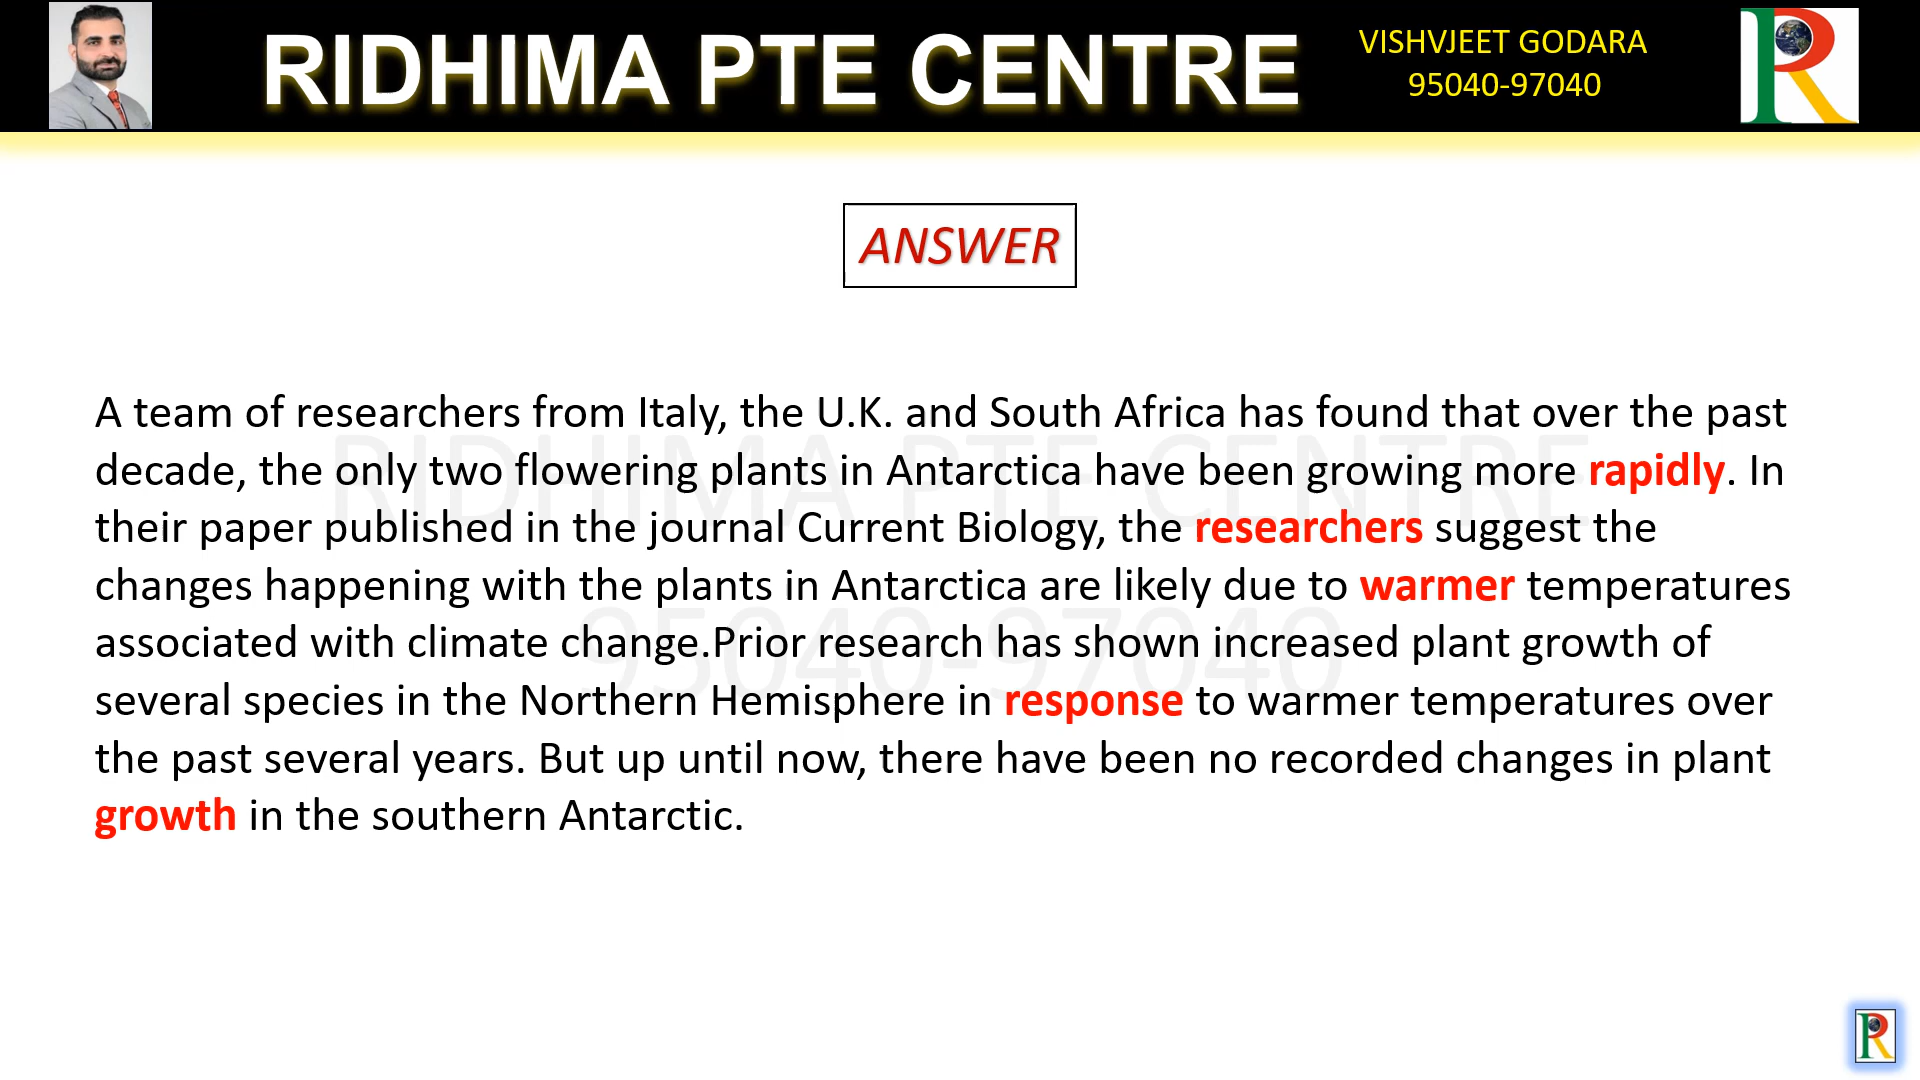 RIDHIMA PTE CENTRE
VISHVJEET GODARA
95040-97040
ANSWER
A team of researchers from Italy, the U.K. and South Africa has found that over the past
decade, the only two flowering plants in Antarctica have been growing more rapidly. In
their paper published in the journal Current Biology, the researchers suggest the
changes happening with the plants in Antarctica are likely due to warmer temperatures
associated with climate change.Prior research has shown increased plant growth of
several species in the Northern Hemisphere in response to warmer temperatures over
the past several years. But up until now, there have been no recorded changes in plant
growth in the southern Antarctic.
RIDHIMA PTE CENTRE
95040-97040